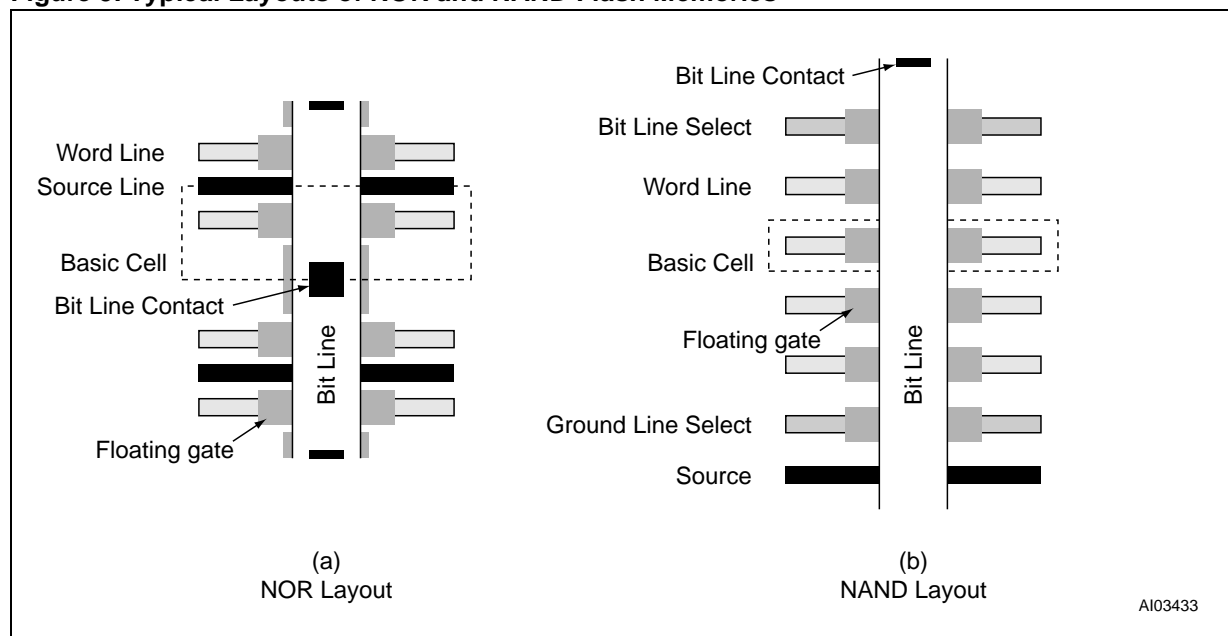 Word Line
Source Line
Basic Cell
Bit Line Contact
Bit Line
Floating gate
(a)
NOR Layout
Bit Line Contact
Bit Line Select
Word Line
Basic Cell
Floating gate
Bit Line
Ground Line Select
Source
(b)
NAND Layout
AI03433